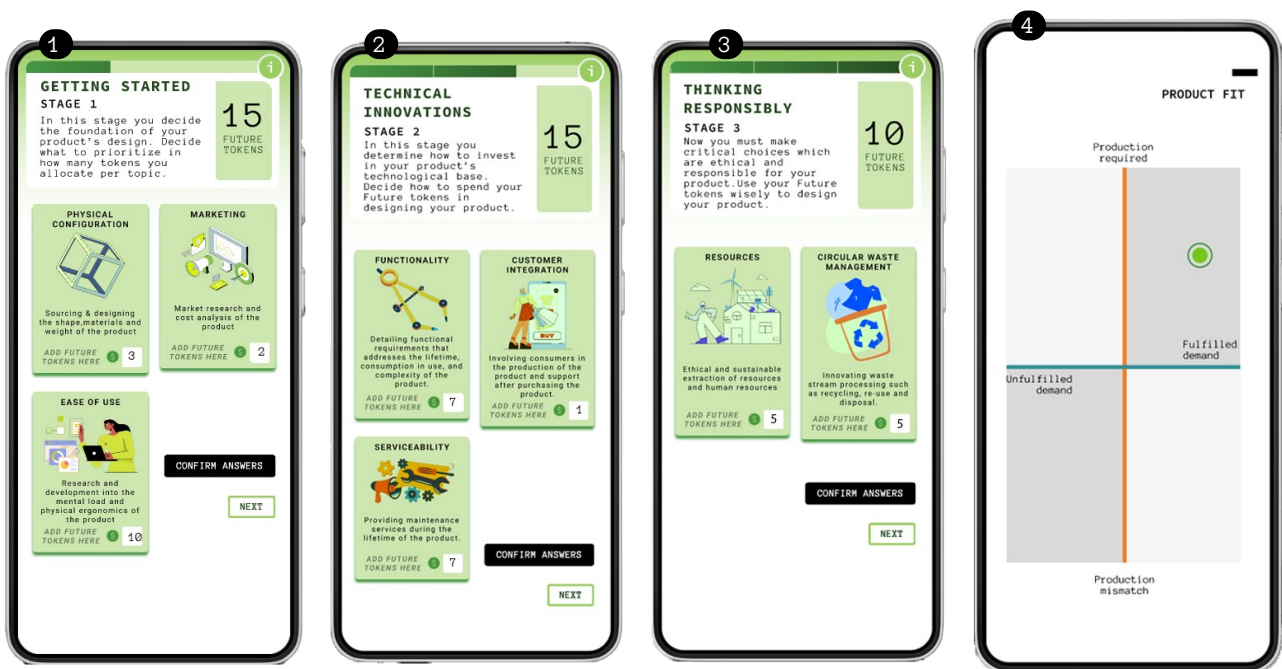 1
GETTING STARTED
STAGE 1
In this stage you decide
the foundation of your
product's design. Decide
what to prioritize in
how many tokens you
allocate per topic.
15
FUTURE
TOKENS
i
PHYSICAL
CONFIGURATION
Sourcing & designing
the shape,materials and
weight of the product
ADD FUTURE
TOKENS HERE
$
3
MARKETING
Market research and
cost analysis of the
product
ADD FUTURE
TOKENS HERE
$
2
EASE OF USE
Research and
development into the
mental load and
physical ergonomics of
the product
ADD FUTURE
TOKENS HERE
$
10
CONFIRM ANSWERS
NEXT
2
TECHNICAL
INNOVATIONS
STAGE 2
In this stage you
determine how to invest
in your product's
technological base.
Decide how to spend your
Future tokens in
designing your product.
15
FUTURE
TOKENS
i
FUNCTIONALITY
Detailing functional
requirements that
addresses the lifetime,
consumption in use, and
complexity of the
product.
ADD FUTURE
TOKENS HERE
$
7
CUSTOMER
INTEGRATION
BUY
Involving consumers in
the production of the
product and support
after purchasing the
product.
ADD FUTURE
TOKENS HERE
$
1
SERVICEABILITY
Providing maintenance
services during the
lifetime of the product.
ADD FUTURE
TOKENS HERE
$
7
CONFIRM ANSWERS
NEXT
3
THINKING
RESPONSIBLY
STAGE 3
Now you must make
critical choices which
are ethical and
responsible for your
product.Use your Future
tokens wisely to design
your product.
10
FUTURE
TOKENS
i
RESOURCES
Ethical and sustainable
extraction of resources
and human resources
ADD FUTURE
TOKENS HERE
$
5
CIRCULAR WASTE
MANAGEMENT
Innovating waste
stream processing such
as recycling, re-use and
disposal.
ADD FUTURE
TOKENS HERE
$
5
CONFIRM ANSWERS
NEXT
4
PRODUCT FIT
Production
required
Fulfilled
demand
Unfulfilled
demand
Production
mismatch